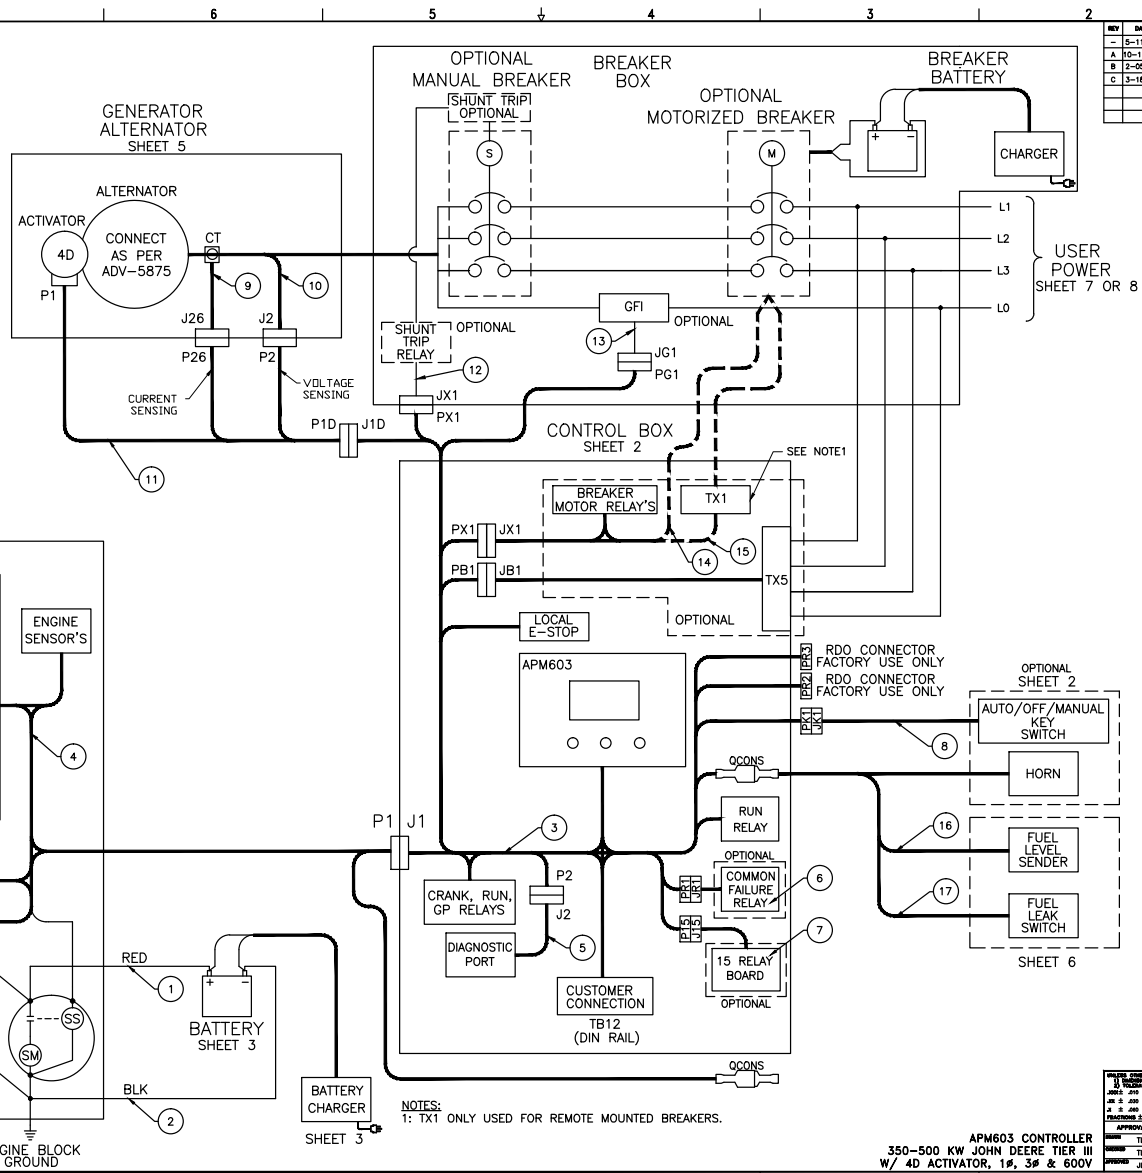 6
5
4
3
2
REV
A
B
C
OPTIONAL
MANUAL BREAKER
BREAKER
BOX
BREAKER
BATTERY
SHUNT TRIP
OPTIONAL
OPTIONAL
MOTORIZED BREAKER
GENERATOR
ALTERNATOR
SHEET 5
S
M
+
-
CHARGER
ALTERNATOR
ACTIVATOR
4D
CONNECT
AS PER
ADV-5875
CT
P1
9
10
L1
L2
L3
L0
USER
POWER
SHEET 7 OR 8
GFI
OPTIONAL
J26
J2
P26
P2
SHUNT
TRIP
RELAY
OPTIONAL
13
JG1
PG1
12
CURRENT
SENSING
VOLTAGE
SENSING
JX1
PX1
P1D
J1D
11
CONTROL BOX
SHEET 2
SEE NOTE1
BREAKER
MOTOR RELAY'S
TX1
PX1
JX1
14
15
PB1
JB1
TX5
OPTIONAL
LOCAL
E-STOP
ENGINE
SENSOR'S
APM603
PR3
RDO CONNECTOR
FACTORY USE ONLY
PR2
RDO CONNECTOR
FACTORY USE ONLY
OPTIONAL
SHEET 2
PK1
JK1
8
AUTO/OFF/MANUAL
KEY
SWITCH
4
QCONS
HORN
RUN
RELAY
P1
J1
3
16
FUEL
LEVEL
SENDER
OPTIONAL
COMMON
FAILURE
RELAY
PR1
JR1
6
P2
J2
CRANK, RUN,
GP RELAYS
17
FUEL
LEAK
SWITCH
P15
J15
7
5
DIAGNOSTIC
PORT
15 RELAY
BOARD
OPTIONAL
SHEET 6
RED
1
+
-
CUSTOMER
CONNECTION
TB12
(DIN RAIL)
SS
SM
BATTERY
SHEET 3
QCONS
BLK
2
BATTERY
CHARGER
SHEET 3
NOTES:
1: TX1 ONLY USED FOR REMOTE MOUNTED BREAKERS.
GINE BLOCK
GROUND
APM603 CONTROLLER
350-500 KW JOHN DEERE TIER III
W/ 4D ACTIVATOR, 1ø, 3ø & 600V